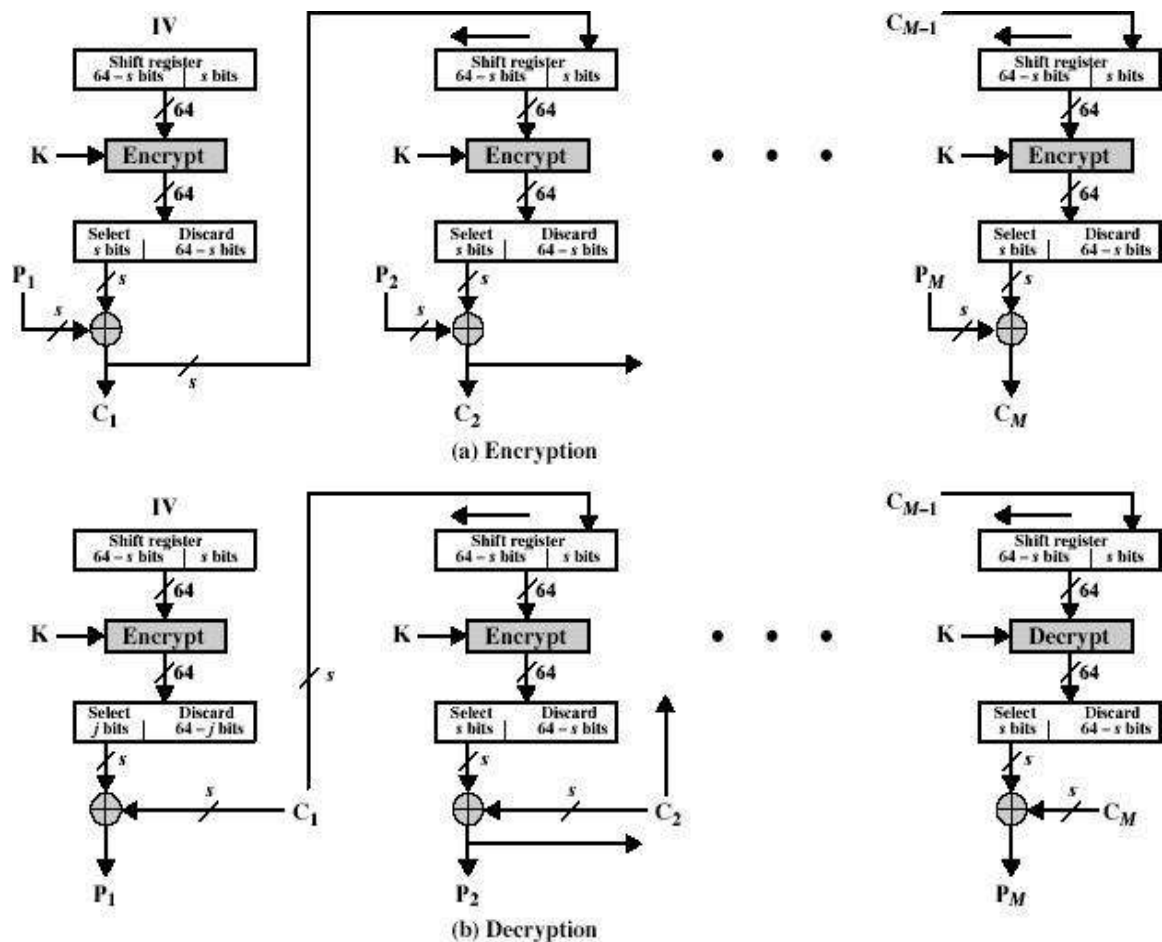 IV
C M–1
Shift register
64 – s bits | s bits
Shift register
64 – s bits | s bits
Shift register
64 – s bits | s bits
64
64
64
K
Encrypt
K
Encrypt
• • •
K
Encrypt
64
64
64
Select Discard
s bits | 64 – s bits
Select Discard
s bits | 64 – s bits
Select Discard
s bits | 64 – s bits
P1
s
s
P2
s
s
PM
s
s
s
C1
C2
CM
(a) Encryption
IV
C M–1
Shift register
64 – s bits | s bits
Shift register
64 – s bits | s bits
Shift register
64 – s bits | s bits
64
64
64
K
Encrypt
K
Encrypt
• • •
K
Decrypt
64
s
64
64
Select Discard
j bits | 64 – j bits
Select Discard
s bits | 64 – s bits
Select Discard
s bits | 64 – s bits
s
s
s
s
C1
s
C2
s
CM
P1
P2
PM
(b) Decryption